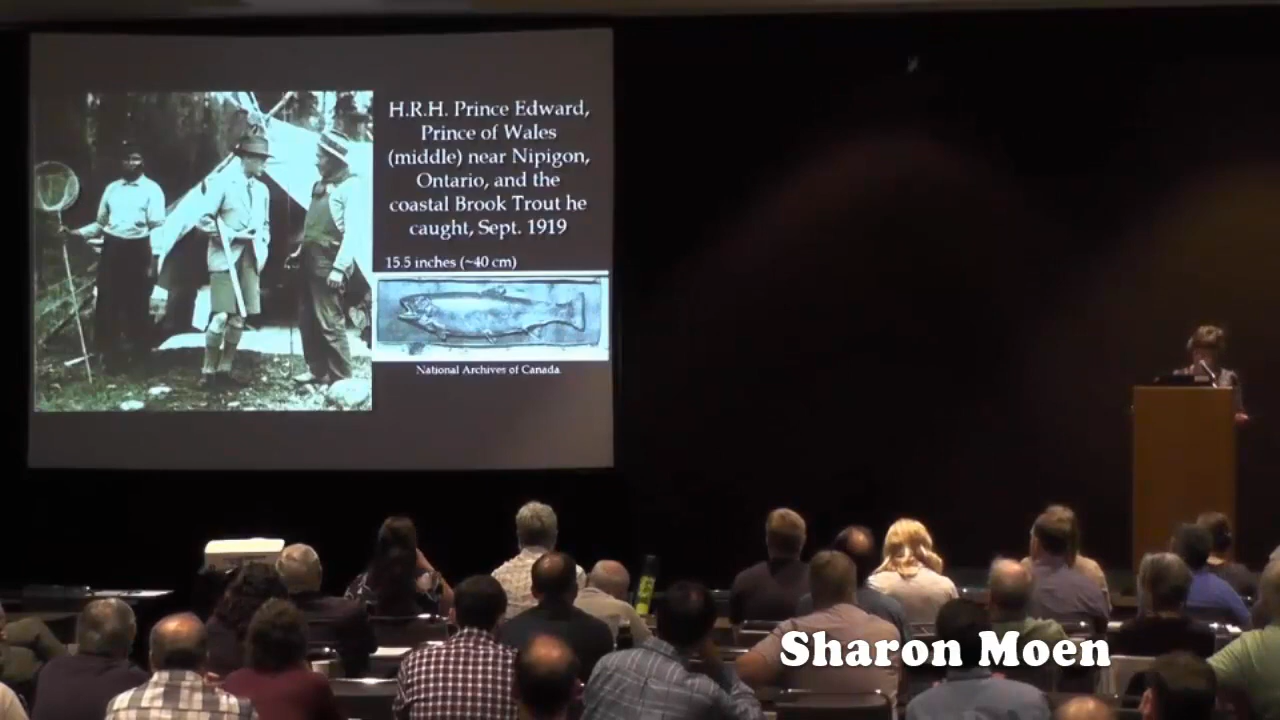 H.R.H. Prince Edward,
Prince of Wales
(middle) near Nipigon,
Ontario, and the
coastal Brook Trout he
caught, Sept. 1919
15.5 inches (~40 cm)
National Archives of Canada
Sharon Moen